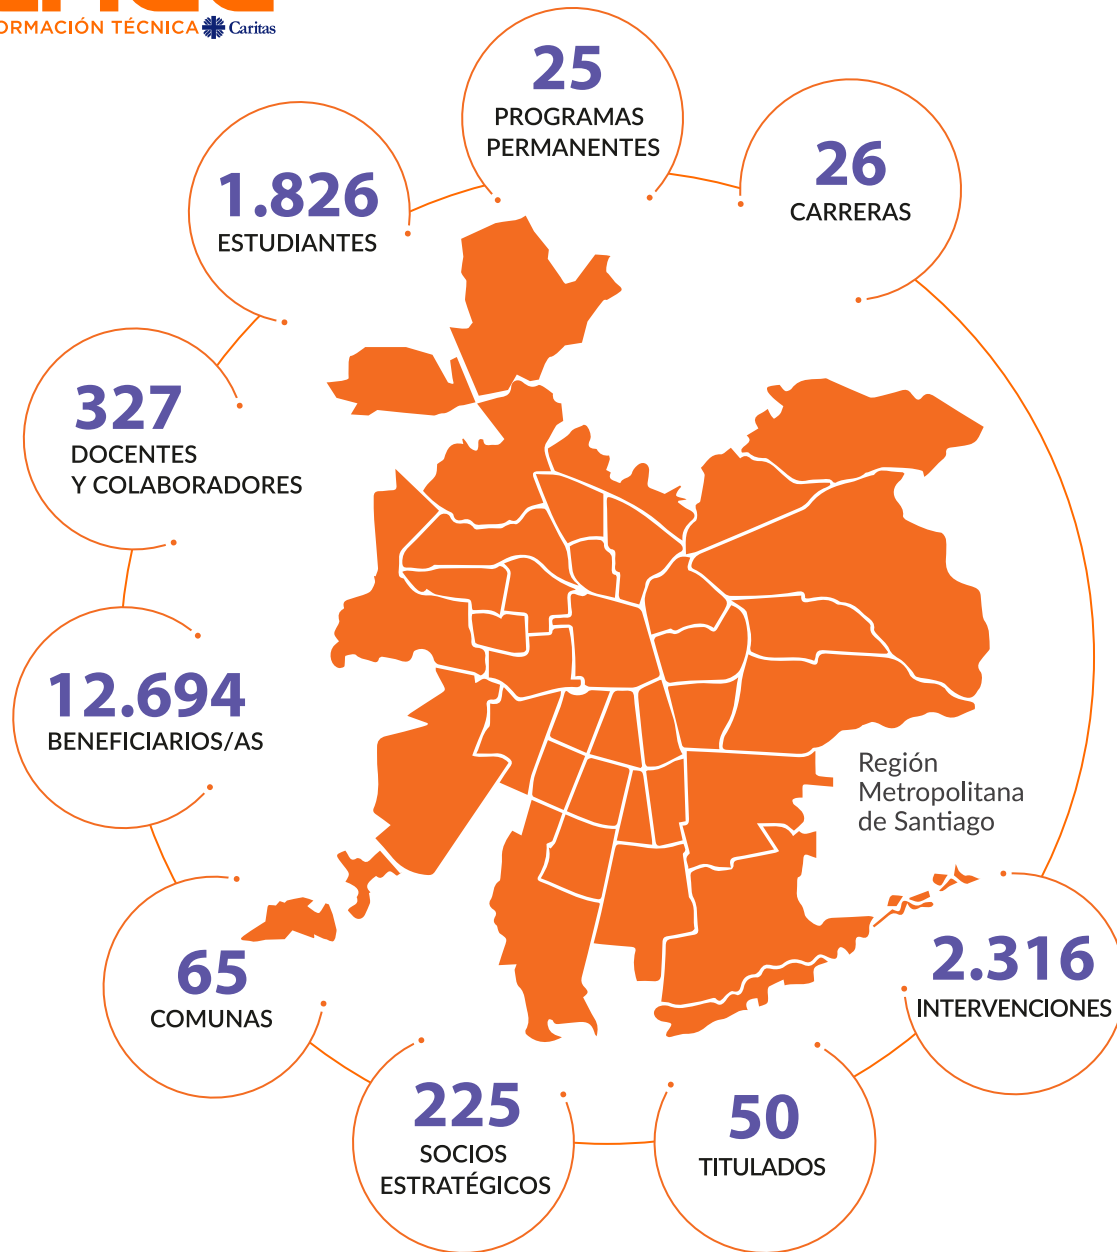 FORMACIÓN TÉCNICA Caritas
25
PROGRAMAS
PERMANENTES
26
CARRERAS
1.826
ESTUDIANTES
327
DOCENTES
Y COLABORADORES
12.694
BENEFICIARIOS/AS
Región
Metropolitana
de Santiago
65
COMUNAS
2.316
INTERVENCIONES
225
SOCIOS
ESTRATÉGICOS
50
TITULADOS